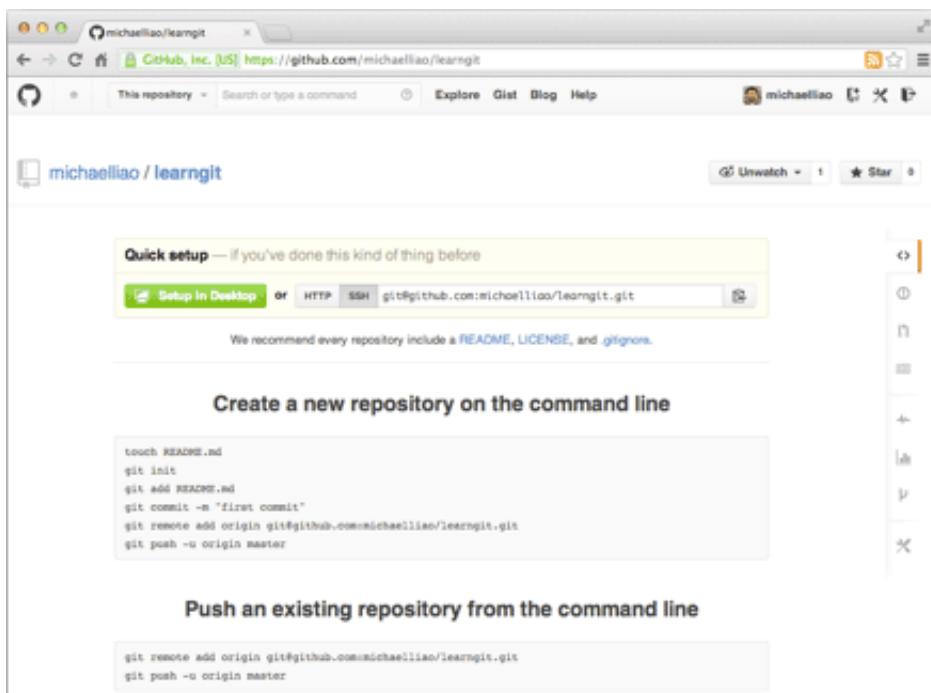 michaelliao/learngit
GitHub, Inc. [US] https://github.com/michaelliao/learngit
This repository Search or type a command Explore Gist Blog Help michaelliao
michaelliao / learngit Unwatch 1 Star 0
Quick setup — if you've done this kind of thing before
Setup in Desktop or HTTP SSH git@github.com:michaelliao/learngit.git
We recommend every repository include a README, LICENSE, and .gitignore.
Create a new repository on the command line
touch README.md
git init
git add README.md
git commit -m "first commit"
git remote add origin git@github.com:michaelliao/learngit.git
git push -u origin master
Push an existing repository from the command line
git remote add origin git@github.com:michaelliao/learngit.git
git push -u origin master